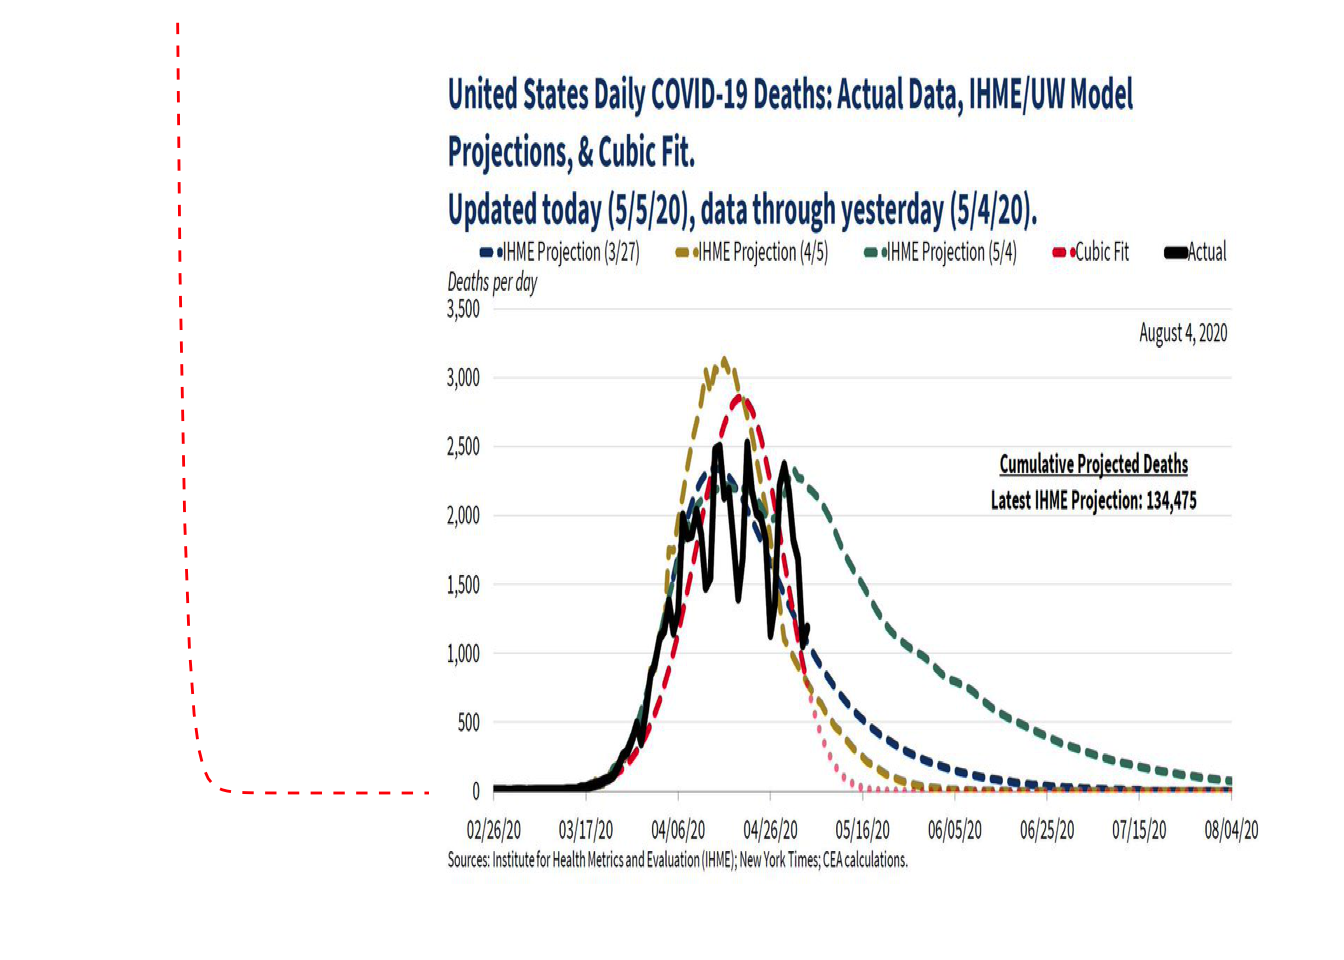 United States Daily COVID-19 Deaths: Actual Data, IHME/UW Model
Projections, & Cubic Fit.
Updated today (5/5/20), data through yesterday (5/4/20).
IHME Projection (3/27) IHME Projection (4/5) IHME Projection (5/4) Cubic Fit Actual
Deaths per day
3,500
August 4, 2020
3,000
2,500
Cumulative Projected Deaths
Latest IHME Projection: 134,475
2,000
1,500
1,000
500
0
02/26/20 03/17/20 04/06/20 04/26/20 05/16/20 06/05/20 06/25/20 07/15/20 08/04/20
Sources: Institute for Health Metrics and Evaluation (IHME); New York Times; CEA calculations.